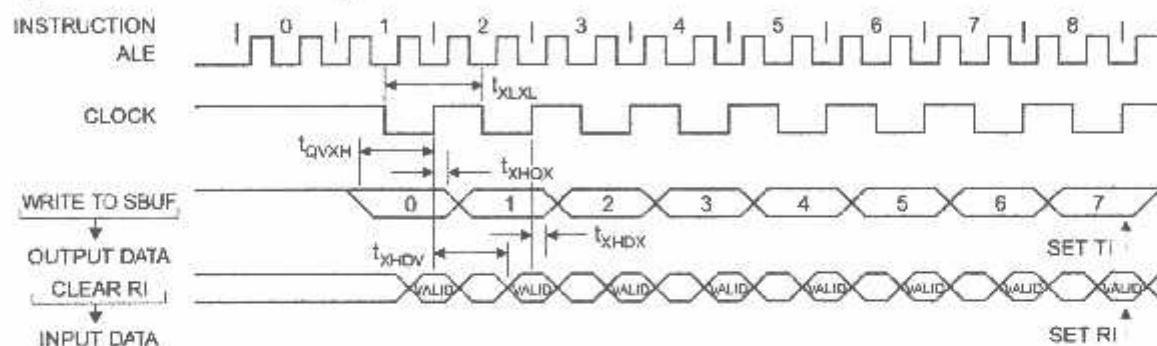 INSTRUCTION
0 1 2 3 4 5 6 7 8
ALE
tXLXL
CLOCK
tQVXH
tXHQX
WRITE TO SBUF
0 1 2 3 4 5 6 7
tXHDX
tXHDV
SET TI
OUTPUT DATA
CLEAR RI
VALID VALID VALID VALID VALID VALID VALID VALID
SET RI
INPUT DATA